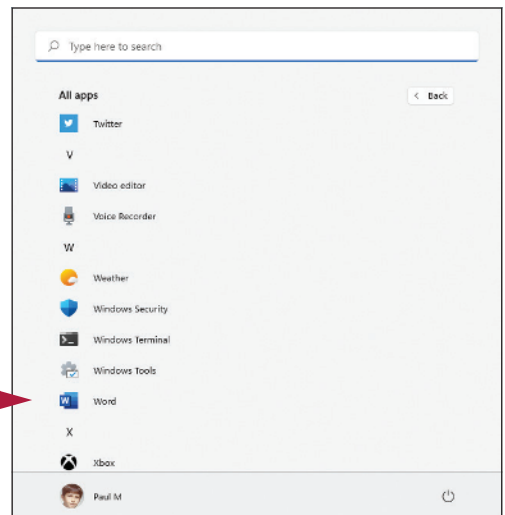 Type here to search
All apps
< Back
Twitter
V
Video editor
Voice Recorder
W
Weather
Windows Security
Windows Terminal
Windows Tools
Word
X
Xbox
Paul M